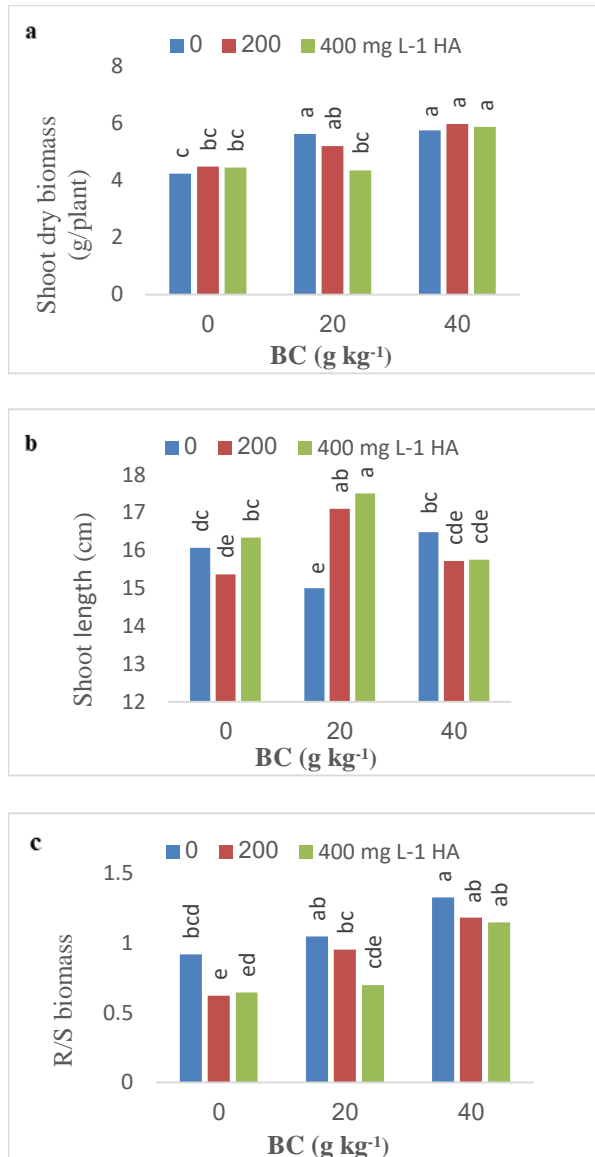 a
0 200 400 mg L-1 HA
Shoot dry biomass
(g/plant)
8
6
4
2
0
c bc bc a ab bc a a a
0 20 40
BC (g kg-1)
b
0 200 400 mg L-1 HA
Shoot length (cm)
18
17
16
15
14
13
12
dc de bc e ab a bc cde cde
0 20 40
BC (g kg-1)
c
0 200 400 mg L-1 HA
R/S biomass
1.5
1
0.5
0
bcd e ed ab bc cde a ab ab
0 20 40
BC (g kg-1)